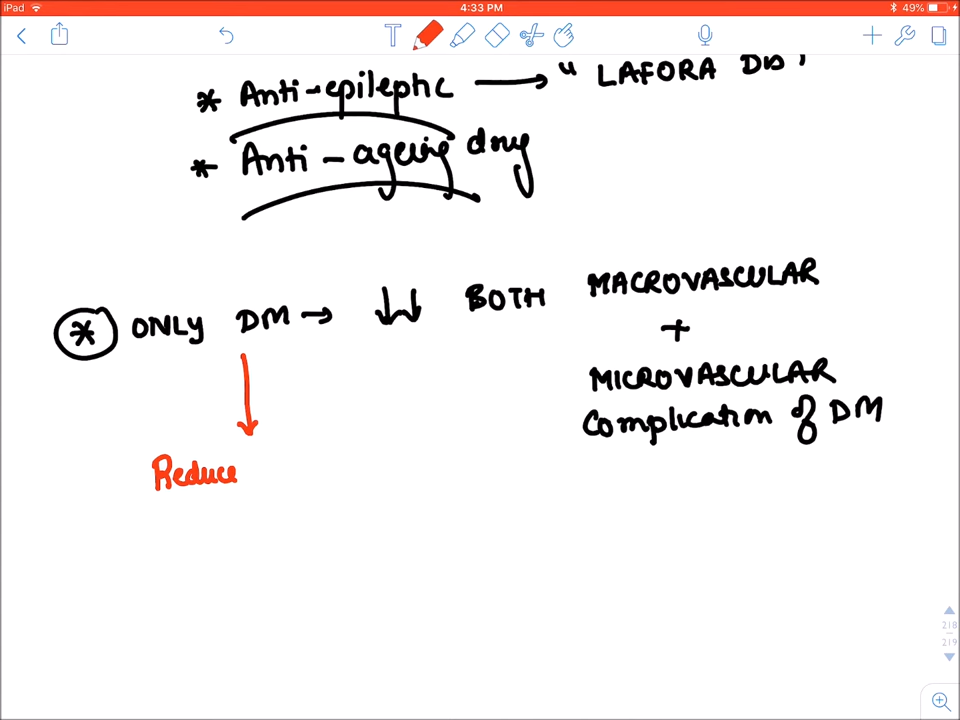 iPad 4:33 PM 49%
T
* Anti-epileptic → " LAFORA DIS'
* Anti-ageing drug
* ONLY DM → ↓↓ BOTH MACROVASCULAR
+
MICROVASCULAR
Complication of DM
↓
Reduce
218
219